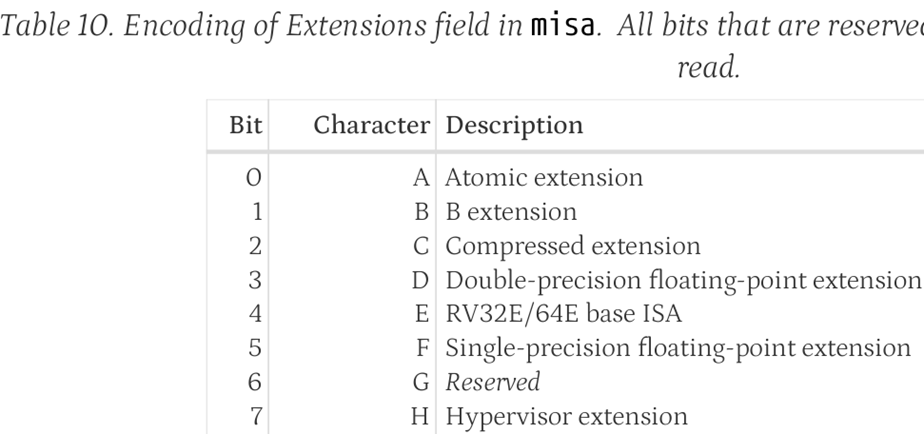 Table 10. Encoding of Extensions field in misa. All bits that are reserved
read.
Bit Character Description
0 A Atomic extension
1 B B extension
2 C Compressed extension
3 D Double-precision floating-point extension
4 E RV32E/64E base ISA
5 F Single-precision floating-point extension
6 G Reserved
7 H Hypervisor extension